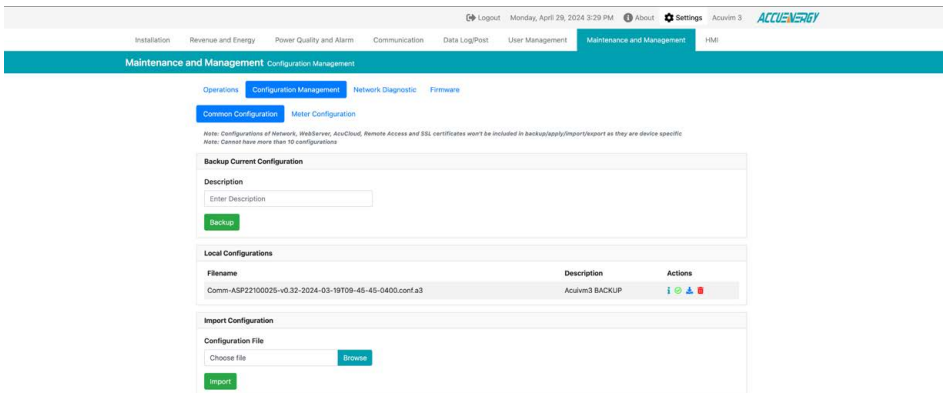 Logout Monday, April 29, 2024 3:29 PM About Settings Acuvim 3 ACCUENERGY
Installation Revenue and Energy Power Quality and Alarm Communication Data Log/Post User Management Maintenance and Management HMI
Maintenance and Management Configuration Management
Operations Configuration Management Network Diagnostic Firmware
Common Configuration Meter Configuration
Note: Configurations of Network, WebServer, AcuCloud, Remote Access and SSL certificates won't be included in backup/apply/import/export as they are device specific
Note: Cannot have more than 10 configurations
Backup Current Configuration
Description
Enter Description
Backup
Local Configurations
Filename Description Actions
Comm-ASP22100025-v0.32-2024-03-19T09-45-45-0400.conf.a3 Acuivm3 BACKUP
Import Configuration
Configuration File
Choose file Browse
Import